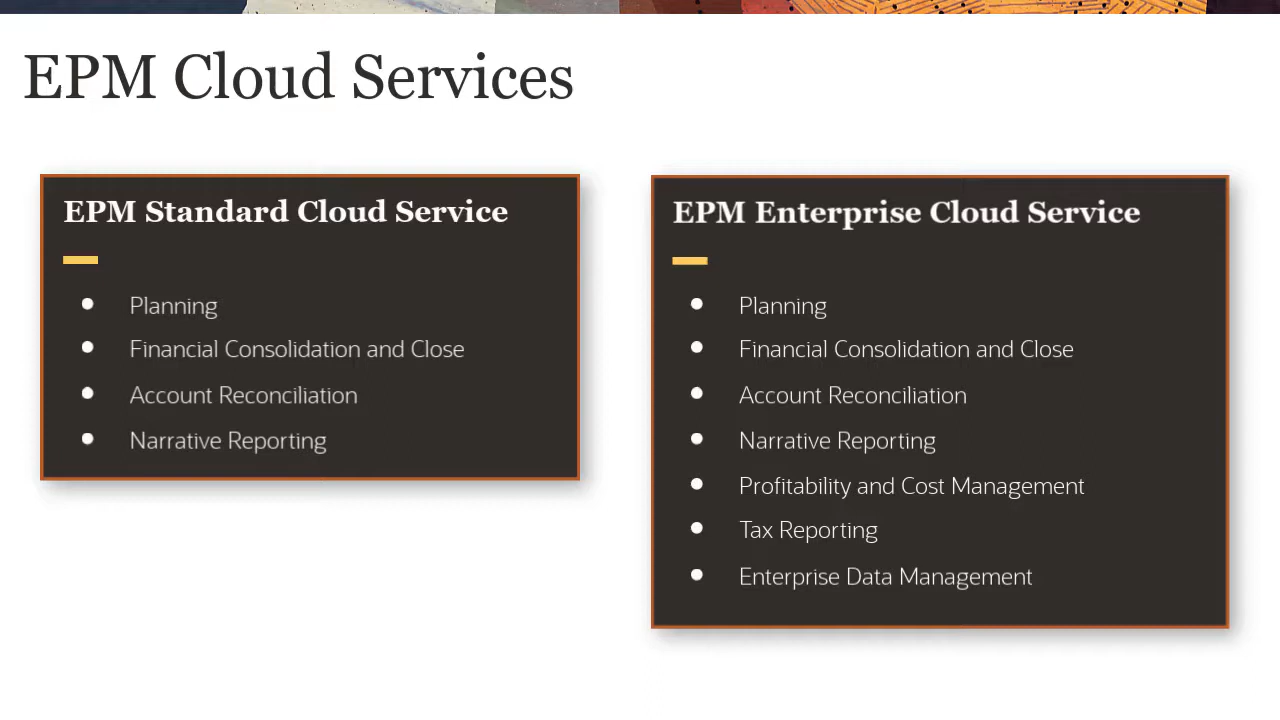 EPM Cloud Services
EPM Standard Cloud Service
Planning
Financial Consolidation and Close
Account Reconciliation
Narrative Reporting
EPM Enterprise Cloud Service
Planning
Financial Consolidation and Close
Account Reconciliation
Narrative Reporting
Profitability and Cost Management
Tax Reporting
Enterprise Data Management